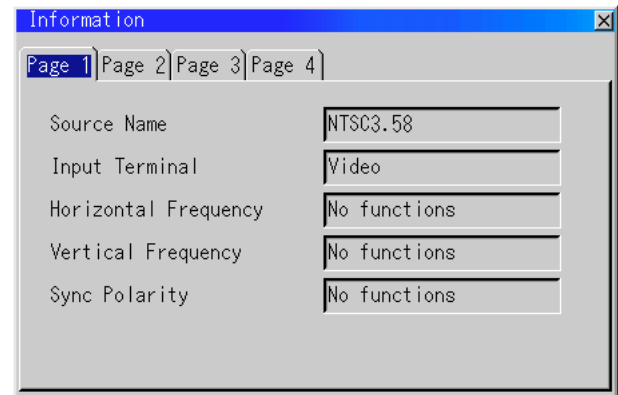 Information
Page 1 Page 2 Page 3 Page 4
Source Name NTSC3.58
Input Terminal Video
Horizontal Frequency No functions
Vertical Frequency No functions
Sync Polarity No functions